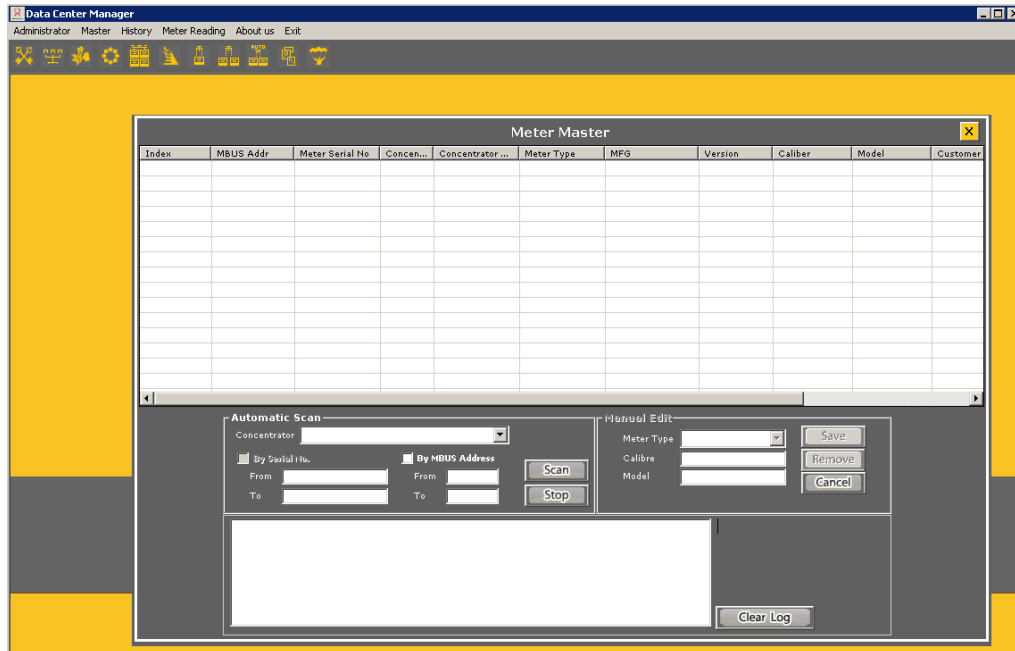 Data Center Manager
Administrator Master History Meter Reading About us Exit
AUTO
Meter Master
Index MBUS Addr Meter Serial No Concen... Concentrator ... Meter Type MFG Version Caliber Model Customer
Automatic Scan
Concentrator
By Serial No.
By MBUS Address
From
From
To
To
Scan
Stop
Manual Edit
Meter Type
Calibre
Model
Save
Remove
Cancel
Clear Log